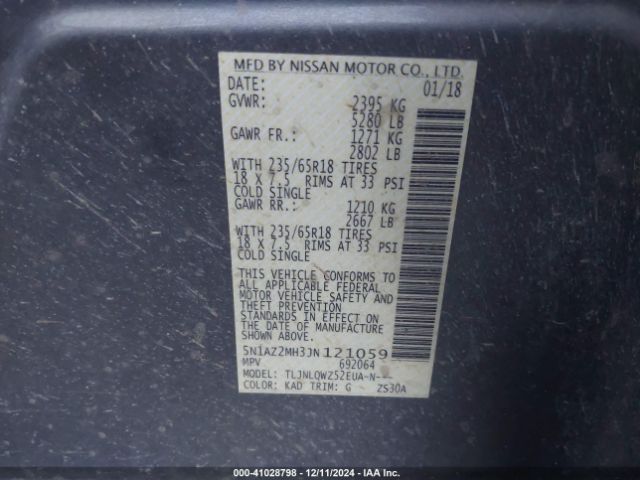 MFD BY NISSAN MOTOR CO., LTD.
DATE: 01/18
GVWR: 2395 KG
5280 LB
GAWR FR.: 1271 KG
2802 LB
WITH 235/65R18 TIRES
18 X 7.5 RIMS AT 33 PSI
COLD SINGLE
GAWR RR.: 1210 KG
2667 LB
WITH 235/65R18 TIRES
18 X 7.5 RIMS AT 33 PSI
COLD SINGLE
THIS VEHICLE CONFORMS TO
ALL APPLICABLE FEDERAL
MOTOR VEHICLE SAFETY AND
THEFT PREVENTION
STANDARDS IN EFFECT ON
THE DATE OF MANUFACTURE
SHOWN ABOVE.
5N1AZ2MH3JN121059
MPV 692064
MODEL: TLJNLQWZ52EUA-N---
COLOR: KAD TRIM: G ZS30A
000-41028798 - 12/11/2024 - IAA Inc.